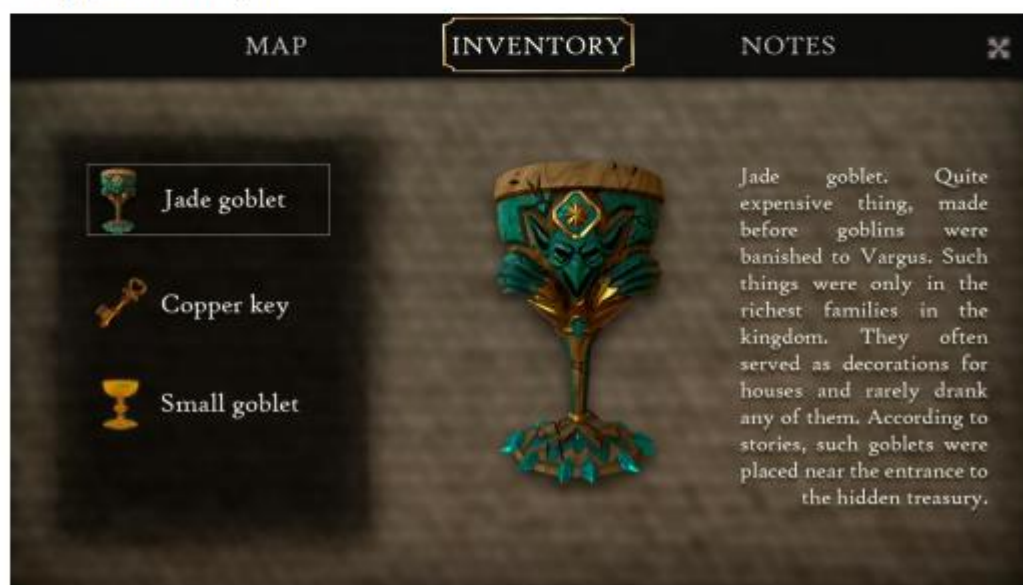 MAP
INVENTORY
NOTES
Jade goblet
Copper key
Small goblet
Jade goblet. Quite
expensive thing, made
before goblins were
banished to Vargus. Such
things were only in the
richest families in the
kingdom. They often
served as decorations for
houses and rarely drank
any of them. According to
stories, such goblets were
placed near the entrance to
the hidden treasury.